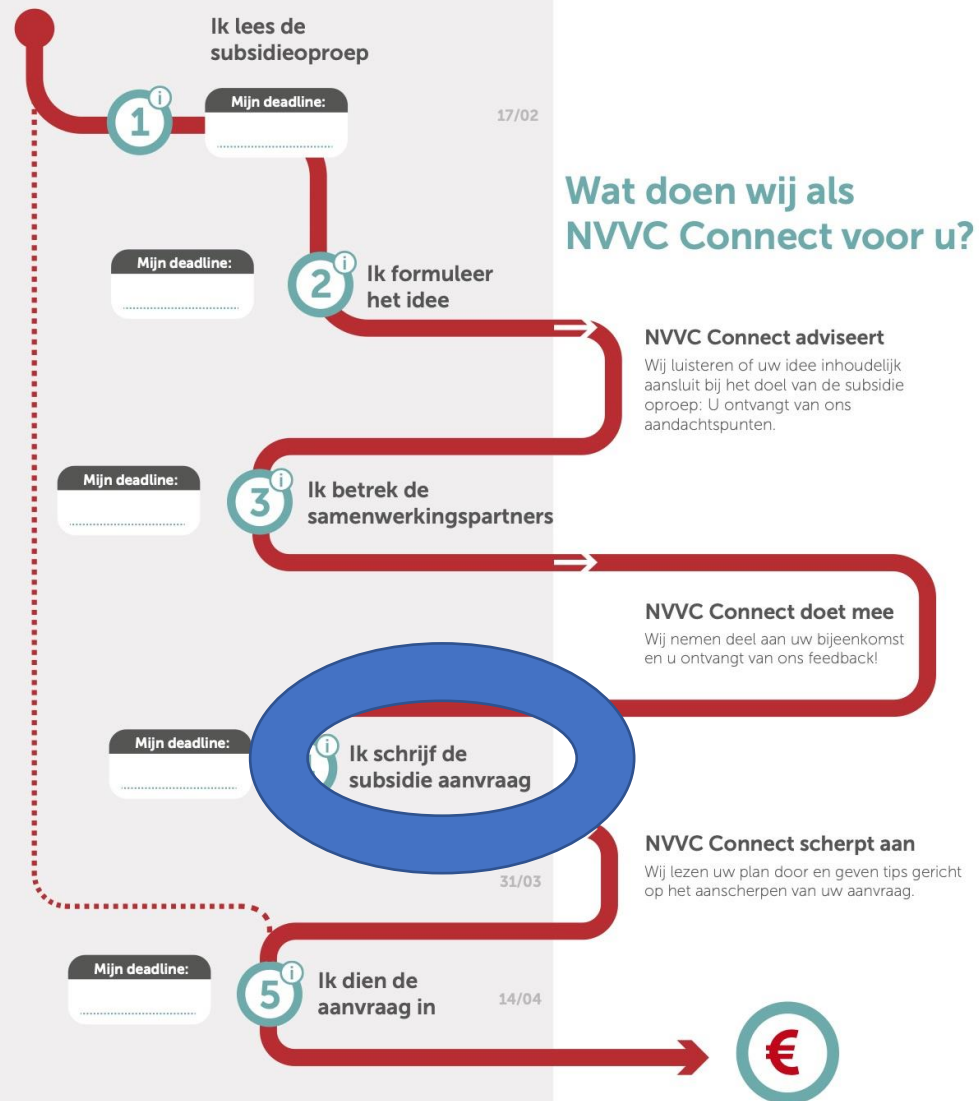 Ik lees de
subsidieoproep
i
1
Mijn deadline:
17/02
Wat doen wij als
NVVC Connect voor u?
Mijn deadline:
i
2
Ik formuleer
het idee
NVVC Connect adviseert
Wij luisteren of uw idee inhoudelijk
aansluit bij het doel van de subsidie
oproep: U ontvangt van ons
aandachtspunten.
Mijn deadline:
i
3
Ik betrek de
samenwerkingspartners
NVVC Connect doet mee
Wij nemen deel aan uw bijeenkomst
en u ontvangt van ons feedback!
Mijn deadline:
i
Ik schrijf de
subsidie aanvraag
NVVC Connect scherpt aan
Wij lezen uw plan door en geven tips gericht
op het aanscherpen van uw aanvraag.
31/03
Mijn deadline:
i
5
Ik dien de
aanvraag in
14/04
€